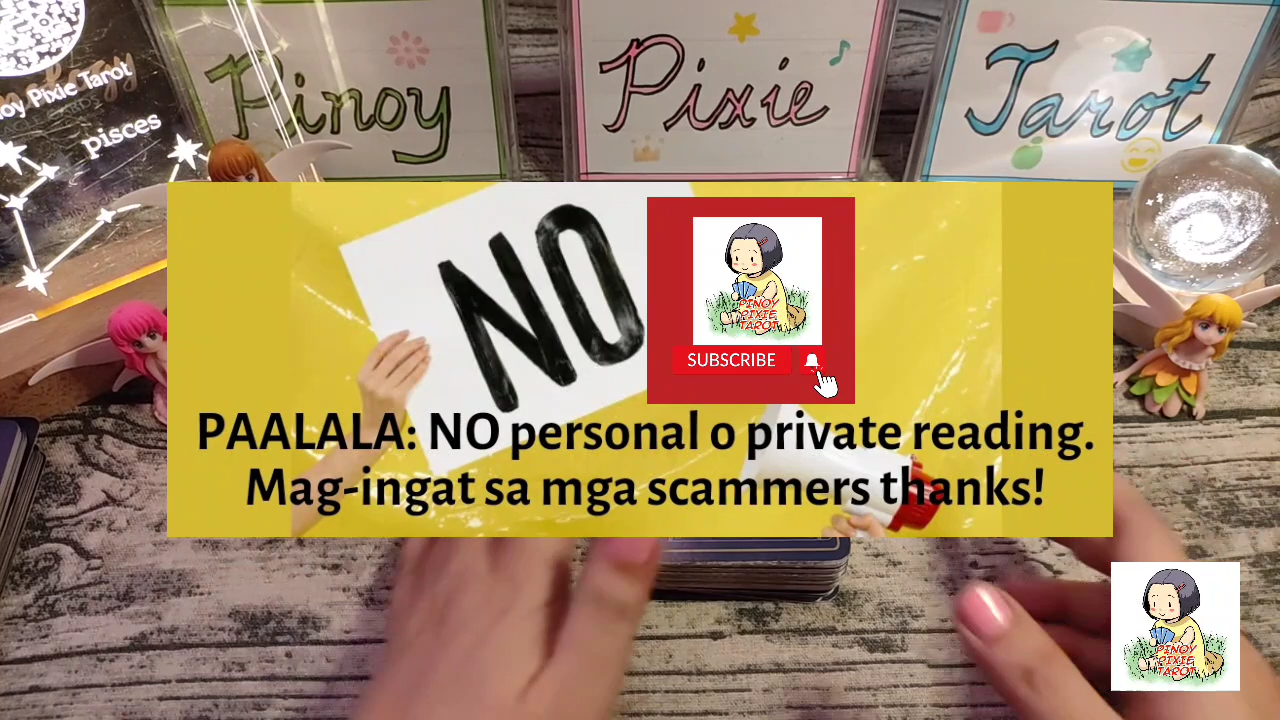 Pinoy
Pixie
Tarot
Pixie Tarot
pisces
NO
PINOY
PIXIE
TAROT
SUBSCRIBE
PAALALA: NO personal o private reading.
Mag-ingat sa mga scammers thanks!
PINOY
PIXIE
TAROT